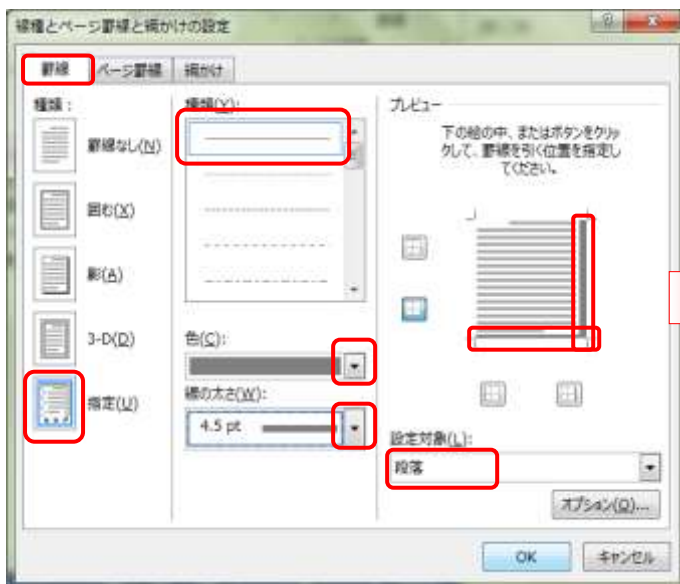 線種とページ罫線と網かけの設定
罫線
ページ罫線
網かけ
種類：
罫線なし(N)
囲む(X)
影(A)
3-D(D)
指定(U)
種類(Y):
色(C):
線の太さ(W):
4.5 pt
プレビュー
下の絵の中、またはボタンをクリッ
クして、罫線を引く位置を指定し
てください。
設定対象(L):
段落
オプション(O)...
OK
キャンセル